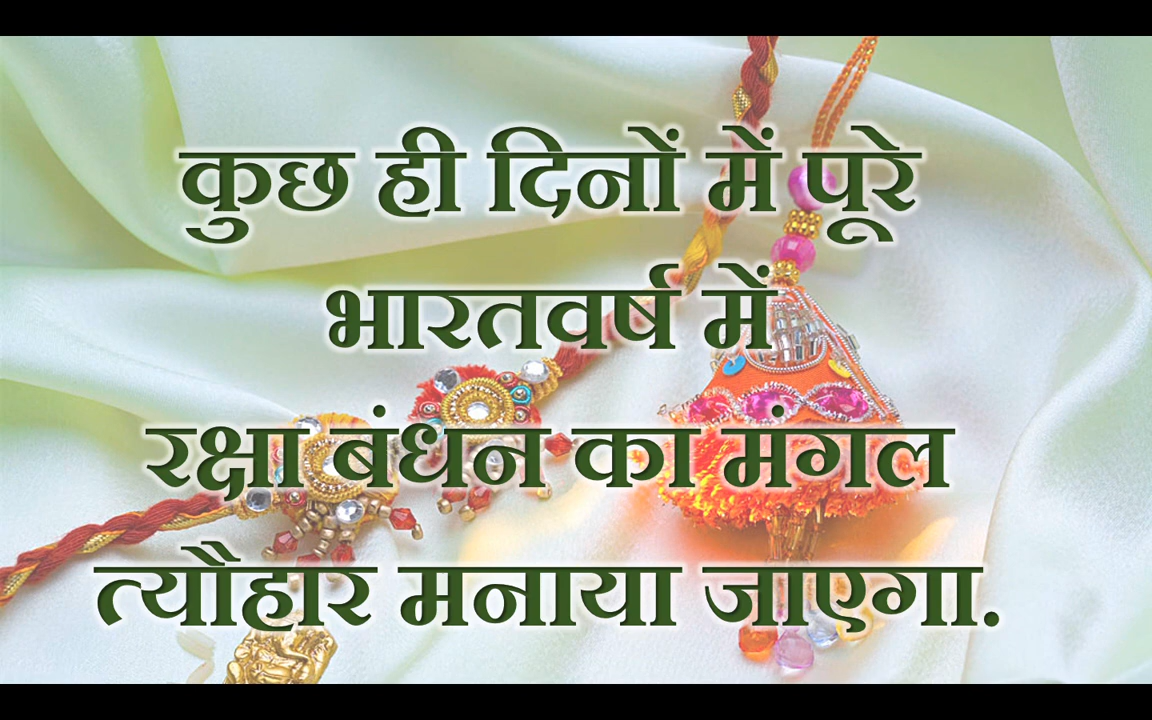 कुछ ही दिनों में पूरे
भारतवर्ष में
रक्षा बंधन का मंगल
त्यौहार मनाया जाएगा.